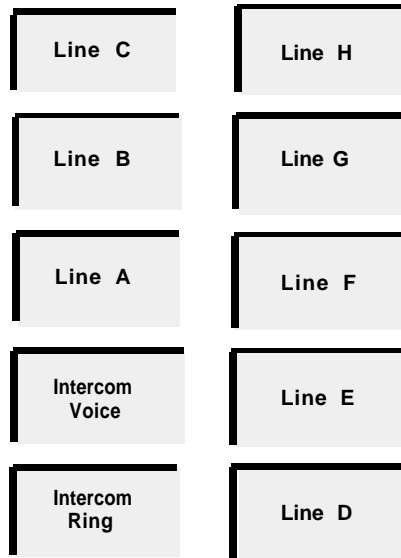 Line C
Line H
Line B
Line G
Line A
Line F
Intercom
Voice
Line E
Intercom
Ring
Line D